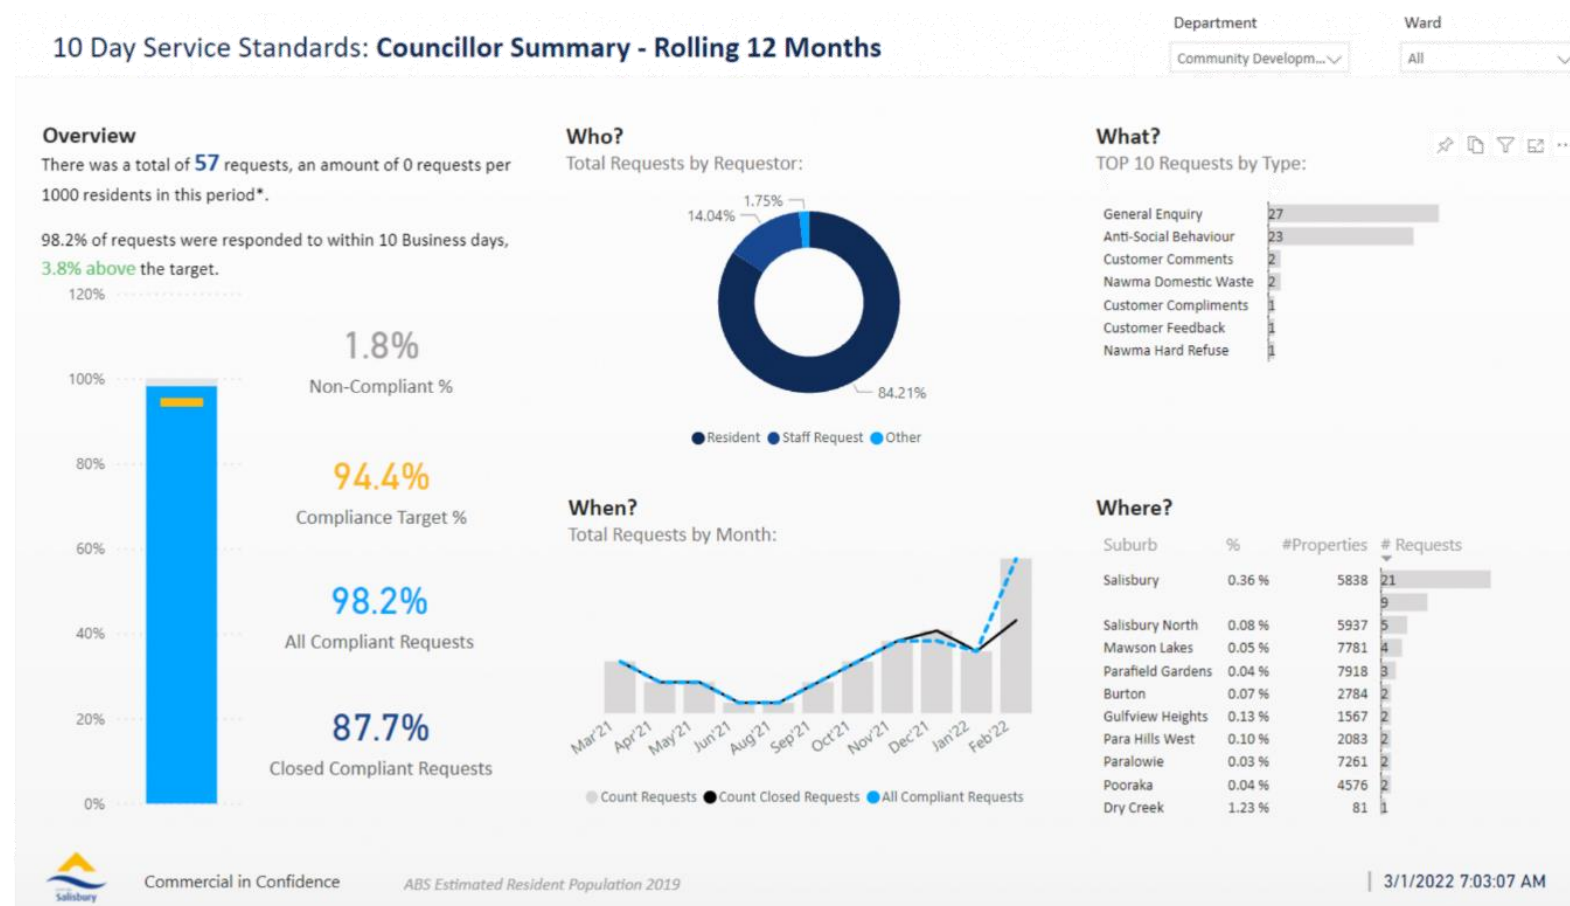 10 Day Service Standards: Councillor Summary - Rolling 12 Months
Department
Community Developm...
Ward
All
Overview
There was a total of 57 requests, an amount of 0 requests per
1000 residents in this period*.
98.2% of requests were responded to within 10 Business days,
3.8% above the target.
120%
100%
80%
60%
40%
20%
0%
1.8%
Non-Compliant %
94.4%
Compliance Target %
98.2%
All Compliant Requests
87.7%
Closed Compliant Requests
Who?
Total Requests by Requestor:
1.75%
14.04%
84.21%
Resident Staff Request Other
When?
Total Requests by Month:
Mar'21 Apr'21 May'21 Jun'21 Aug'21 Sep'21 Oct'21 Nov'21 Dec'21 Jan'22 Feb'22
Count Requests Count Closed Requests All Compliant Requests
What?
TOP 10 Requests by Type:
General Enquiry 27
Anti-Social Behaviour 23
Customer Comments 2
Nawma Domestic Waste 2
Customer Compliments 1
Customer Feedback 1
Nawma Hard Refuse 1
Where?
Suburb % #Properties # Requests
Salisbury 0.36 % 5838 21
9
Salisbury North 0.08 % 5937 5
Mawson Lakes 0.05 % 7781 4
Parafield Gardens 0.04 % 7918 3
Burton 0.07 % 2784 2
Gulfview Heights 0.13 % 1567 2
Para Hills West 0.10 % 2083 2
Paralowie 0.03 % 7261 2
Pooraka 0.04 % 4576 2
Dry Creek 1.23 % 81 1
Salisbury
Commercial in Confidence
ABS Estimated Resident Population 2019
3/1/2022 7:03:07 AM